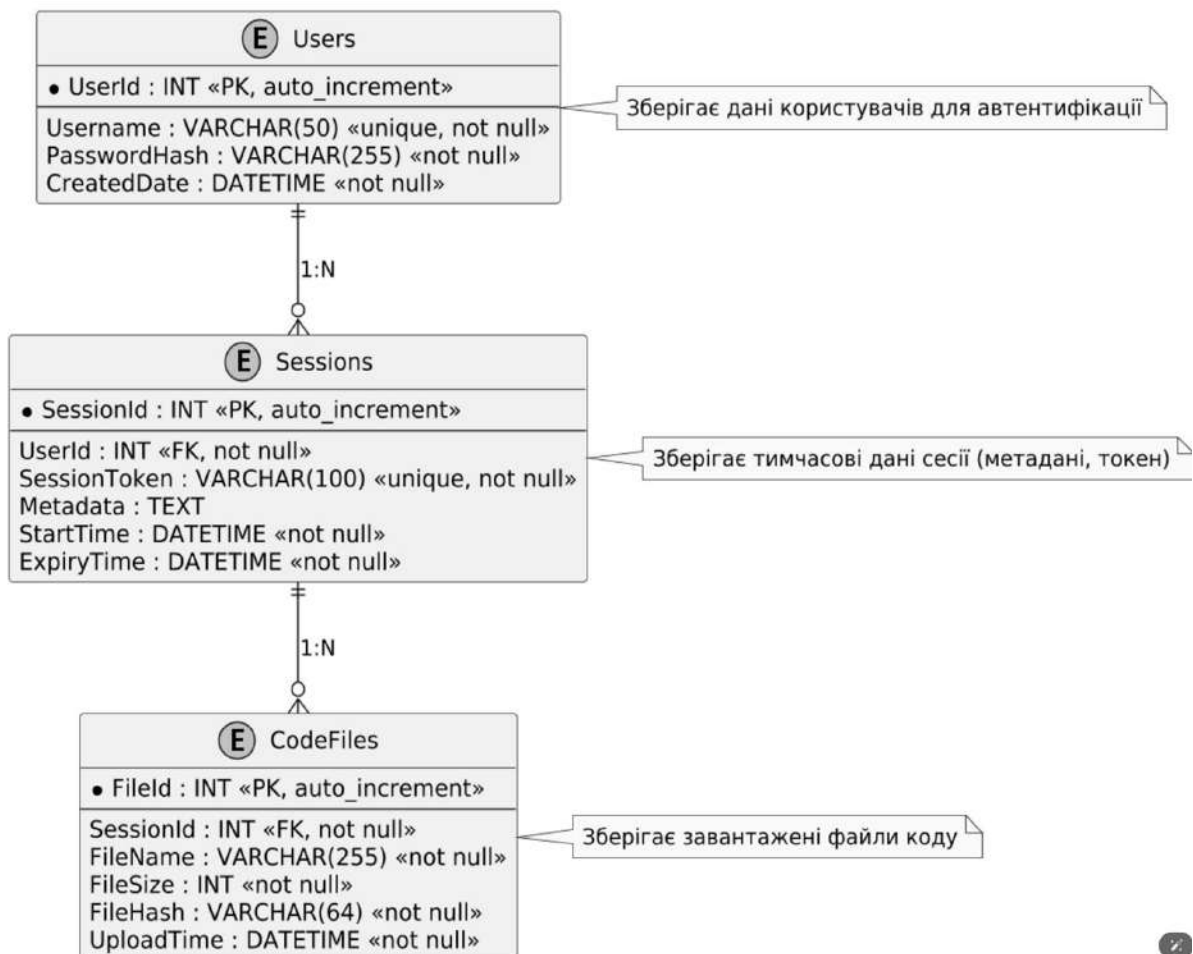 E Users
• UserId : INT «PK, auto_increment»
Username : VARCHAR(50) «unique, not null»
PasswordHash : VARCHAR(255) «not null»
CreatedDate : DATETIME «not null»
Зберігає дані користувачів для автентифікації
1:N
E Sessions
• SessionId : INT «PK, auto_increment»
UserId : INT «FK, not null»
SessionToken : VARCHAR(100) «unique, not null»
Metadata : TEXT
StartTime : DATETIME «not null»
ExpiryTime : DATETIME «not null»
Зберігає тимчасові дані сесії (метадані, токен)
1:N
E CodeFiles
• FileId : INT «PK, auto_increment»
SessionId : INT «FK, not null»
FileName : VARCHAR(255) «not null»
FileSize : INT «not null»
FileHash : VARCHAR(64) «not null»
UploadTime : DATETIME «not null»
Зберігає завантажені файли коду